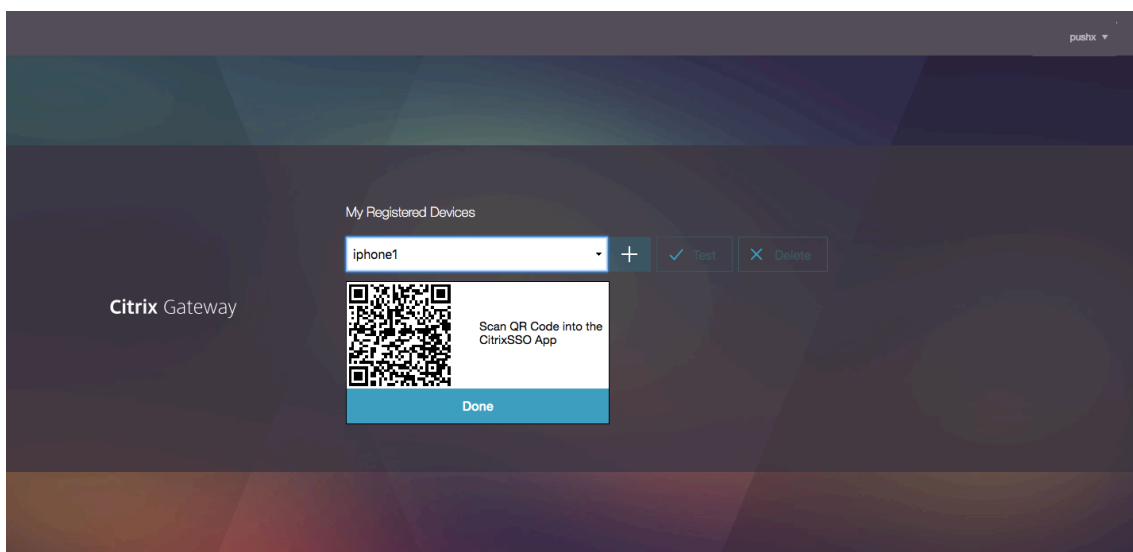 pushx
My Registered Devices
iphone1
Test
Delete
Citrix Gateway
Scan QR Code into the
CitrixSSO App
Done